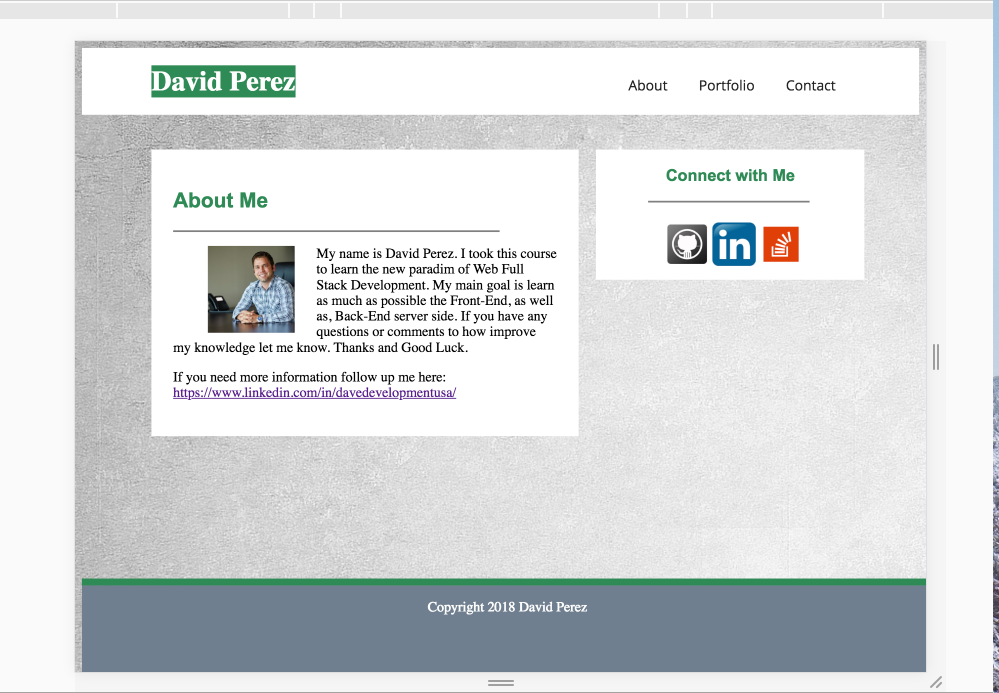 David Perez
About Portfolio Contact
About Me
My name is David Perez. I took this course
to learn the new paradim of Web Full
Stack Development. My main goal is learn
as much as possible the Front-End, as well
as, Back-End server side. If you have any
questions or comments to how improve
my knowledge let me know. Thanks and Good Luck.
If you need more information follow up me here:
https://www.linkedin.com/in/davedevelopmentusa/
Connect with Me
in
Copyright 2018 David Perez